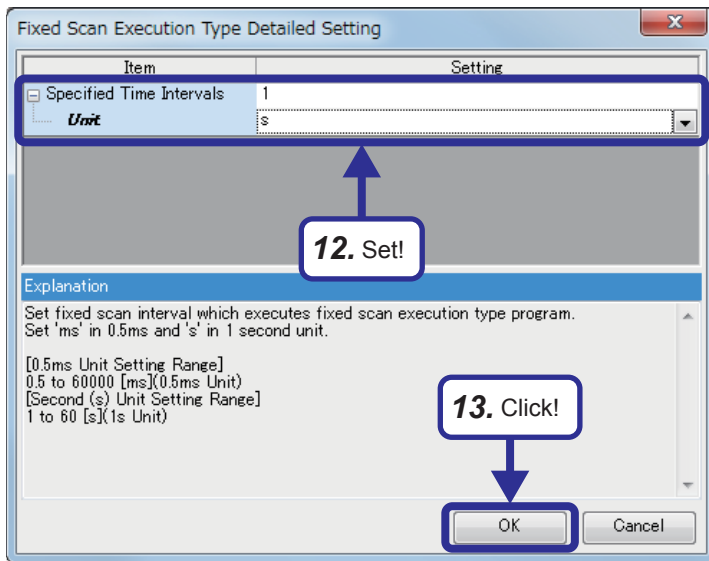 Fixed Scan Execution Type Detailed Setting
Item Setting
Specified Time Intervals 1
Unit s
12. Set!
Explanation
Set fixed scan interval which executes fixed scan execution type program.
Set 'ms' in 0.5ms and 's' in 1 second unit.
[0.5ms Unit Setting Range]
0.5 to 60000 [ms](0.5ms Unit)
[Second (s) Unit Setting Range]
1 to 60 [s](1s Unit)
13. Click!
OK Cancel